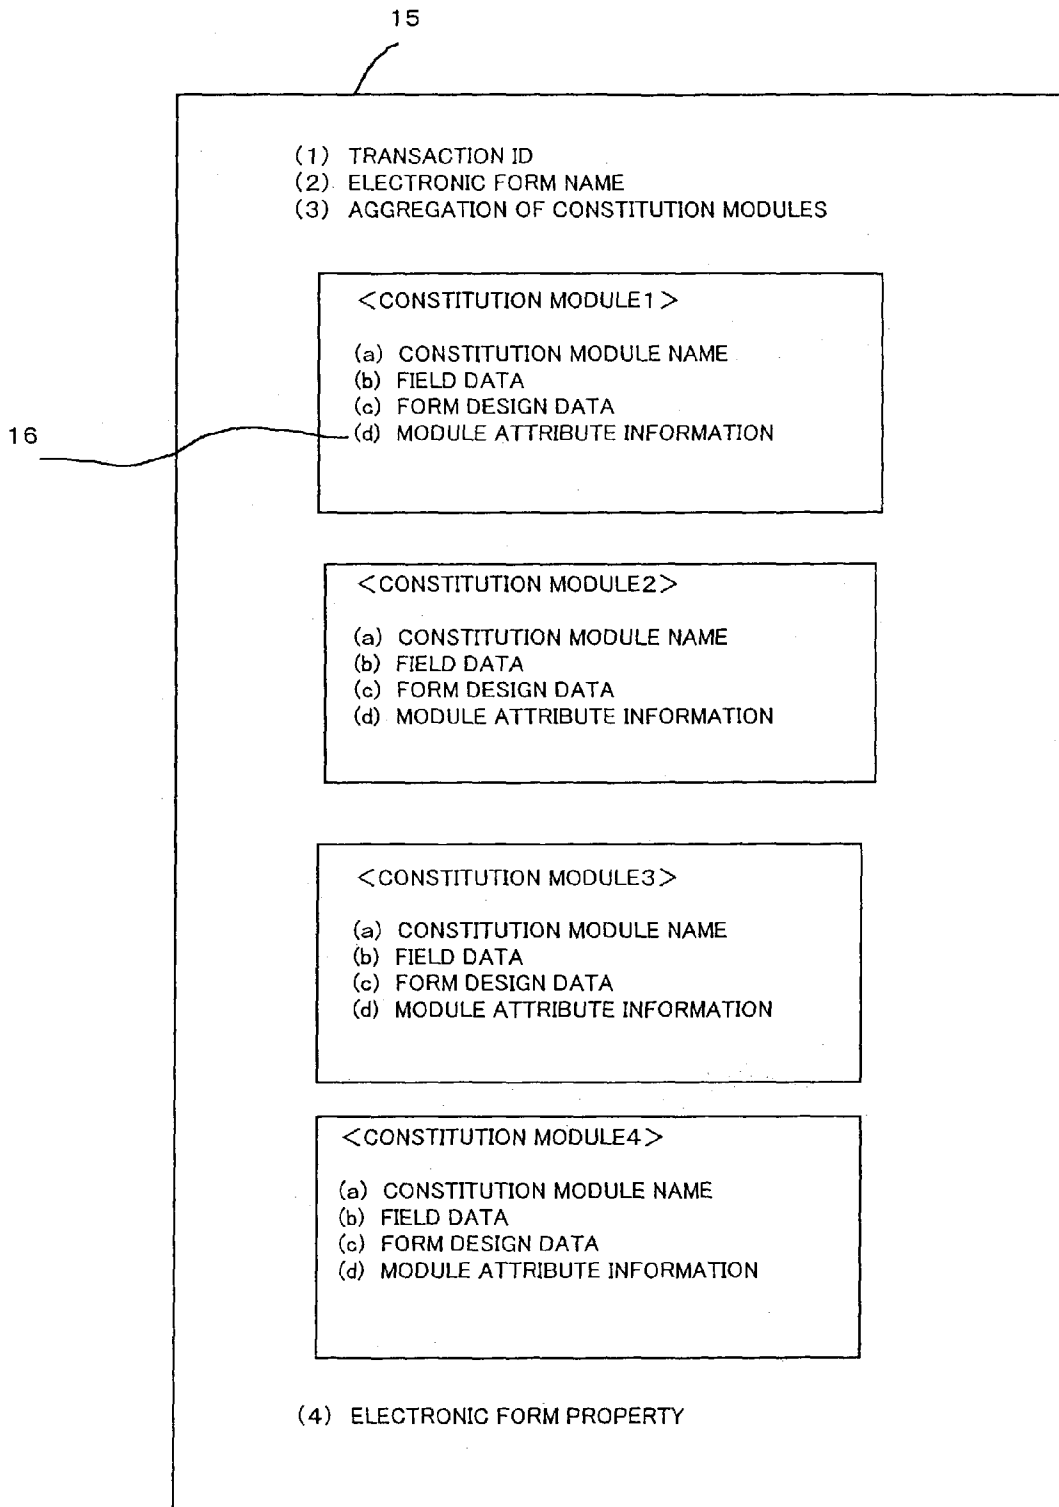 15
(1) TRANSACTION ID
(2) ELECTRONIC FORM NAME
(3) AGGREGATION OF CONSTITUTION MODULES
<CONSTITUTION MODULE1>
(a) CONSTITUTION MODULE NAME
(b) FIELD DATA
(c) FORM DESIGN DATA
16
(d) MODULE ATTRIBUTE INFORMATION
<CONSTITUTION MODULE2>
(a) CONSTITUTION MODULE NAME
(b) FIELD DATA
(c) FORM DESIGN DATA
(d) MODULE ATTRIBUTE INFORMATION
<CONSTITUTION MODULE3>
(a) CONSTITUTION MODULE NAME
(b) FIELD DATA
(c) FORM DESIGN DATA
(d) MODULE ATTRIBUTE INFORMATION
<CONSTITUTION MODULE4>
(a) CONSTITUTION MODULE NAME
(b) FIELD DATA
(c) FORM DESIGN DATA
(d) MODULE ATTRIBUTE INFORMATION
(4) ELECTRONIC FORM PROPERTY